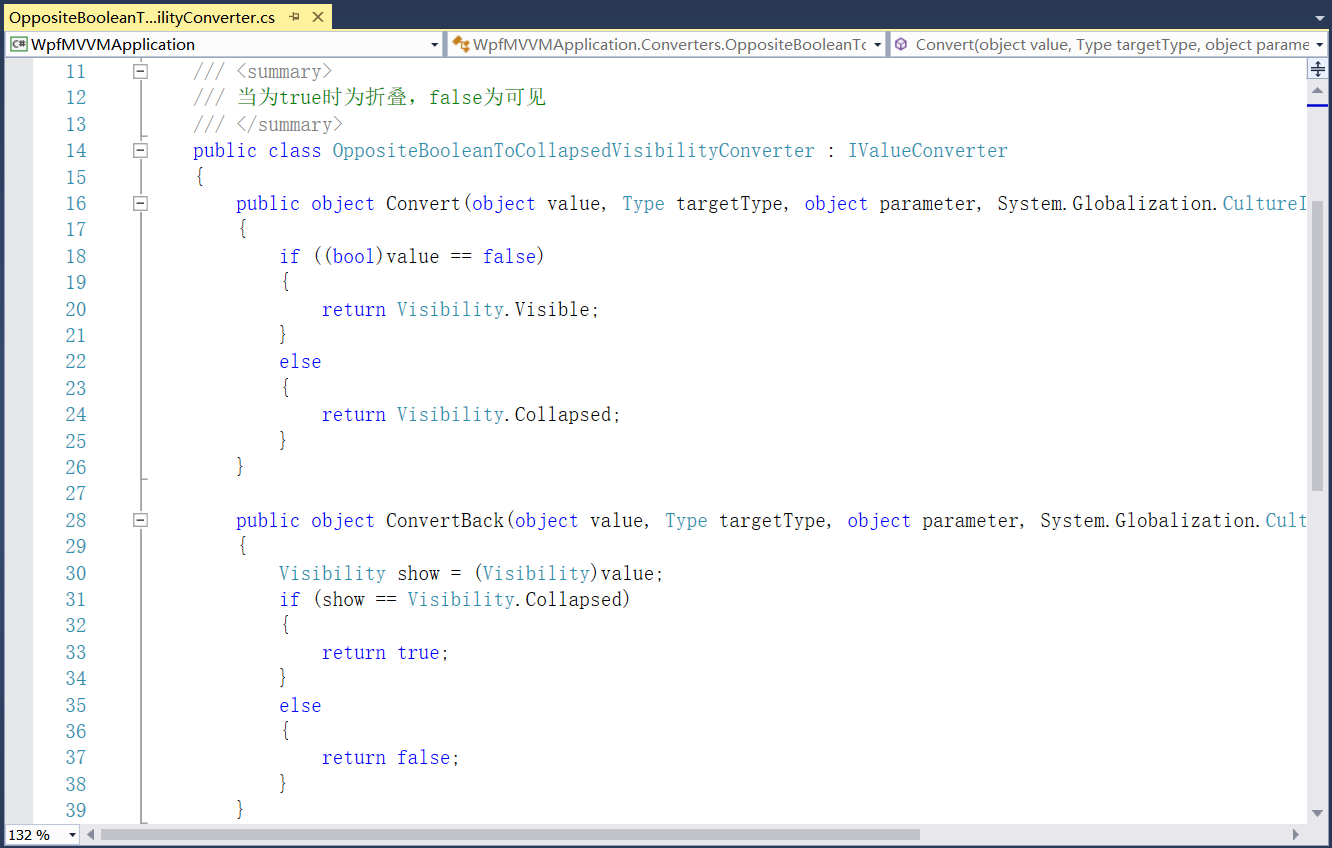 OppositeBooleanT...ilityConverter.cs
C# WpfMVVMApplication WpfMVVMApplication.Converters.OppositeBooleanTo Convert(object value, Type targetType, object parame
11 /// <summary>
12 /// 当为true时为折叠，false为可见
13 /// </summary>
14 public class OppositeBooleanToCollapsedVisibilityConverter : IValueConverter
15 {
16 public object Convert(object value, Type targetType, object parameter, System.Globalization.CultureI
17 {
18 if ((bool)value == false)
19 {
20 return Visibility.Visible;
21 }
22 else
23 {
24 return Visibility.Collapsed;
25 }
26 }
27
28 public object ConvertBack(object value, Type targetType, object parameter, System.Globalization.Cult
29 {
30 Visibility show = (Visibility)value;
31 if (show == Visibility.Collapsed)
32 {
33 return true;
34 }
35 else
36 {
37 return false;
38 }
39 }
132 %